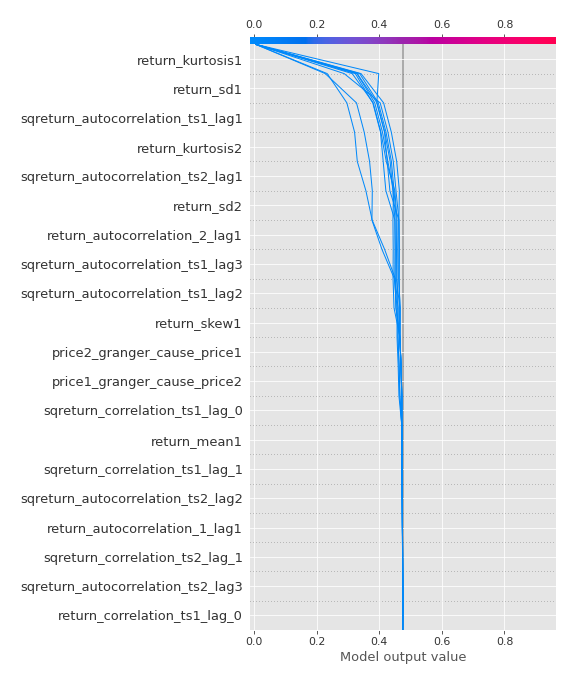 0.0 0.2 0.4 0.6 0.8
return_kurtosis1
return_sd1
sqreturn_autocorrelation_ts1_lag1
return_kurtosis2
sqreturn_autocorrelation_ts2_lag1
return_sd2
return_autocorrelation_2_lag1
sqreturn_autocorrelation_ts1_lag3
sqreturn_autocorrelation_ts1_lag2
return_skew1
price2_granger_cause_price1
price1_granger_cause_price2
sqreturn_correlation_ts1_lag_0
return_mean1
sqreturn_correlation_ts1_lag_1
sqreturn_autocorrelation_ts2_lag2
return_autocorrelation_1_lag1
sqreturn_correlation_ts2_lag_1
sqreturn_autocorrelation_ts2_lag3
return_correlation_ts1_lag_0
0.0 0.2 0.4 0.6 0.8
Model output value